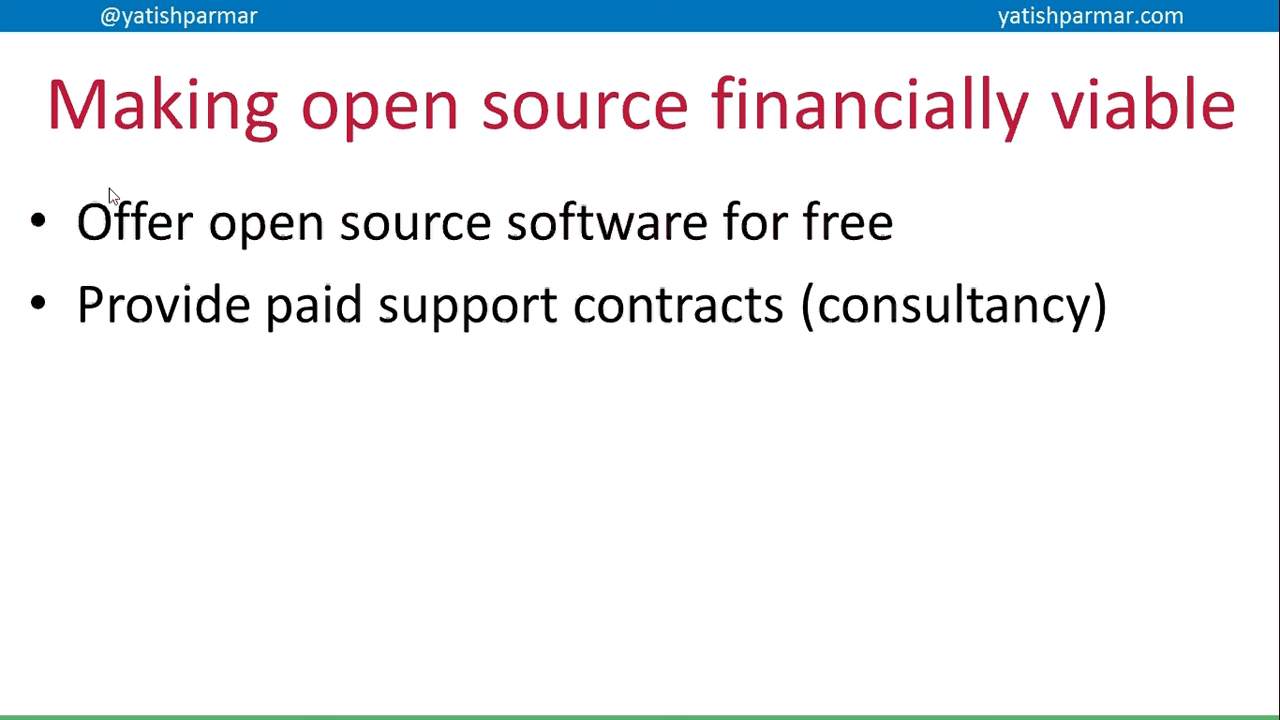 @yatishparmar
yatishparmar.com
Making open source financially viable
• Offer open source software for free
• Provide paid support contracts (consultancy)